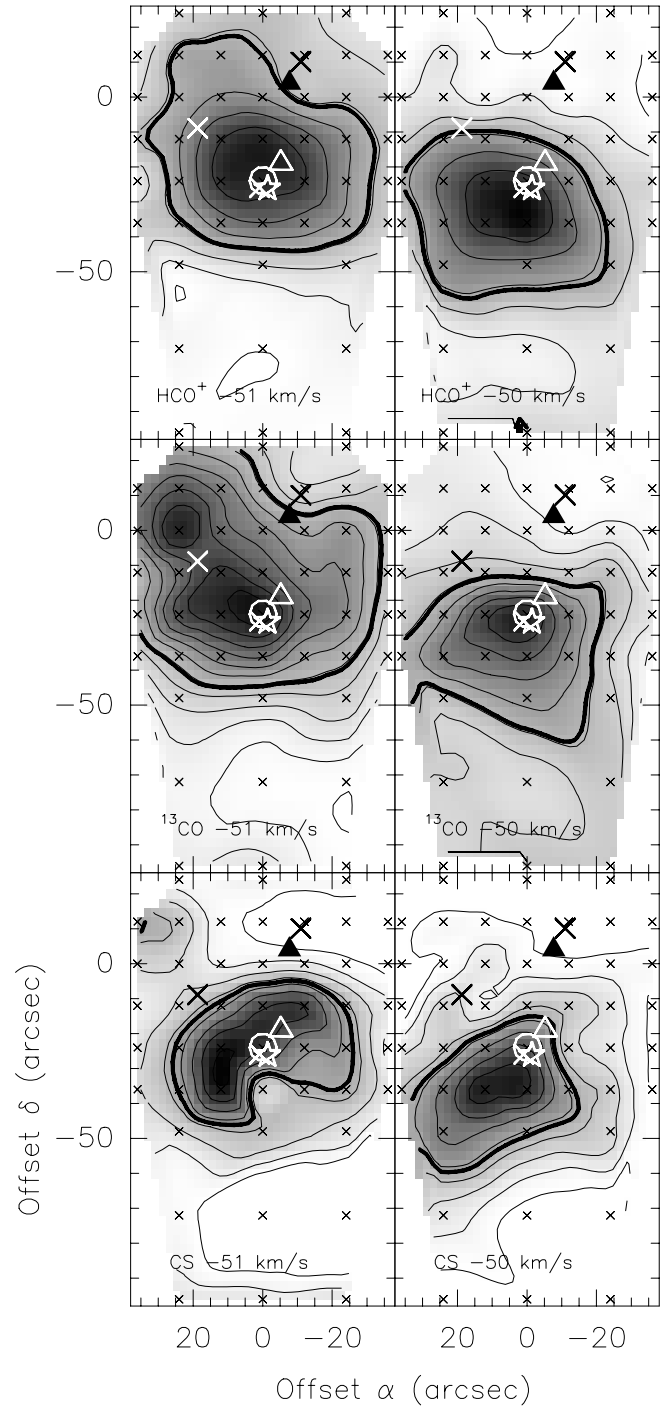 0
−50
HCO⁺ −51 km/s
HCO⁺ −50 km/s
0
−50
¹³CO −51 km/s
¹³CO −50 km/s
0
−50
CS −51 km/s
CS −50 km/s
20 0 −20
20 0 −20
Offset δ (arcsec)
Offset α (arcsec)